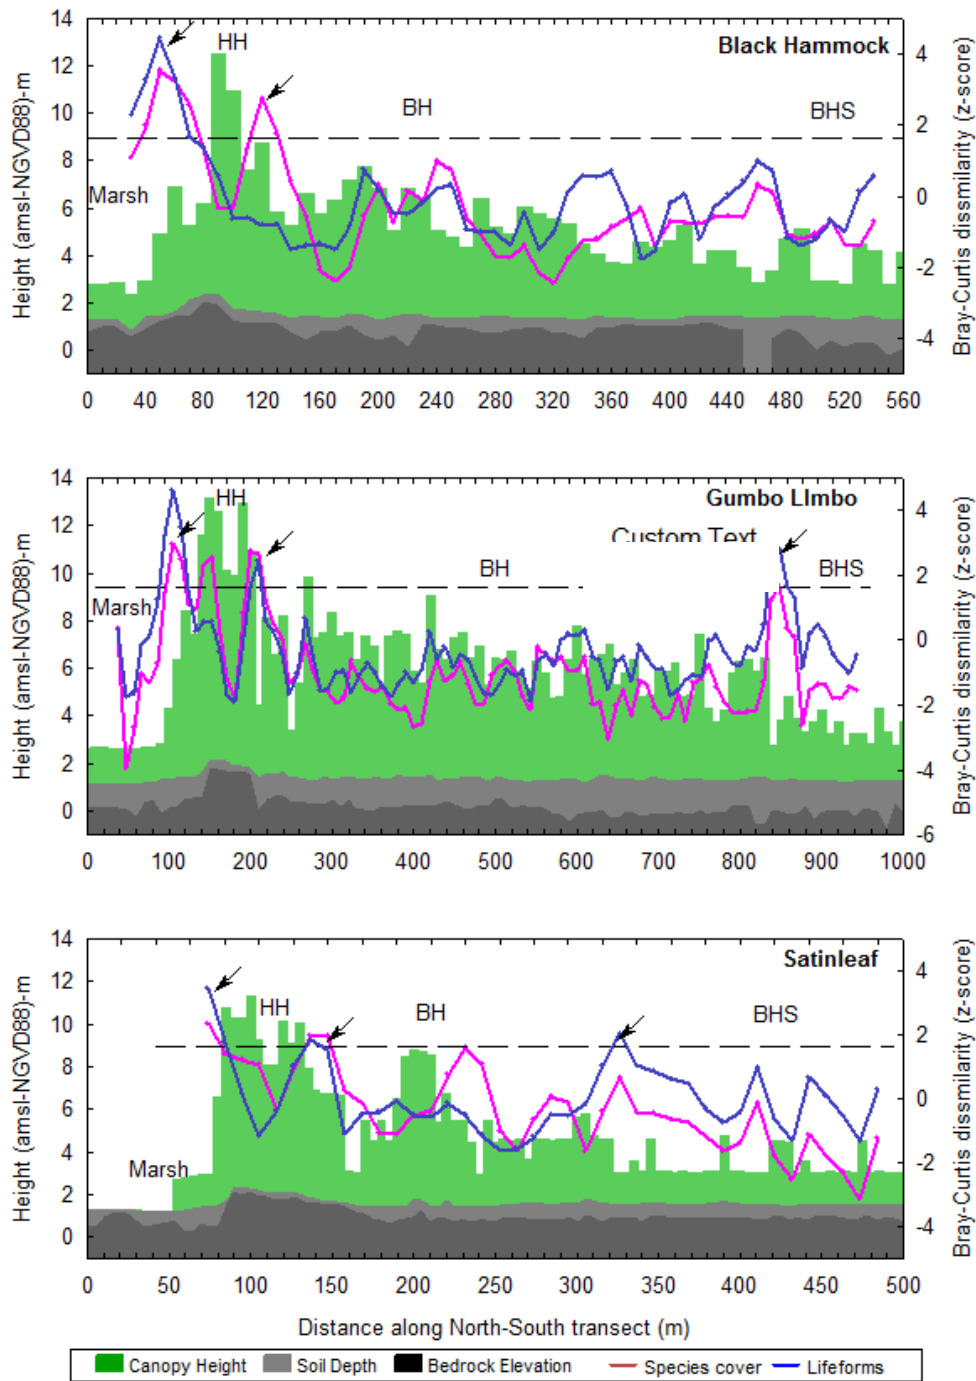 14
12
10
8
6
4
2
0
Height (amsl-NGVD88)-m
HH
Black Hammock
BH
BHS
Marsh
4
2
0
-2
-4
Bray-Curtis dissmilarity (z-score)
0 40 80 120 160 200 240 280 320 360 400 440 480 520 560
14
12
10
8
6
4
2
0
Height (amsl-NGVD88)-m
HH
Gumbo LImbo
Custom Text
BH
BHS
Marsh
4
2
0
-2
-4
-6
Bray-Curtis dissmilarity (z-score)
0 100 200 300 400 500 600 700 800 900 1000
14
12
10
8
6
4
2
0
Height (amsl-NGVD88)-m
Satinleaf
HH
BH
BHS
Marsh
4
2
0
-2
-4
Bray-Curtis dissmilarity (z-score)
0 50 100 150 200 250 300 350 400 450 500
Distance along North-South transect (m)
Canopy Height Soil Depth Bedrock Elevation Species cover Lifeforms